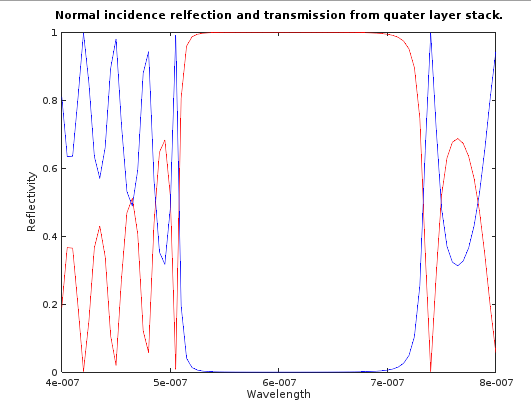 Normal incidence relfection and transmission from quater layer stack.
1
0.8
0.6
0.4
0.2
0
Reflectivity
4e-007 5e-007 6e-007 7e-007 8e-007
Wavelength